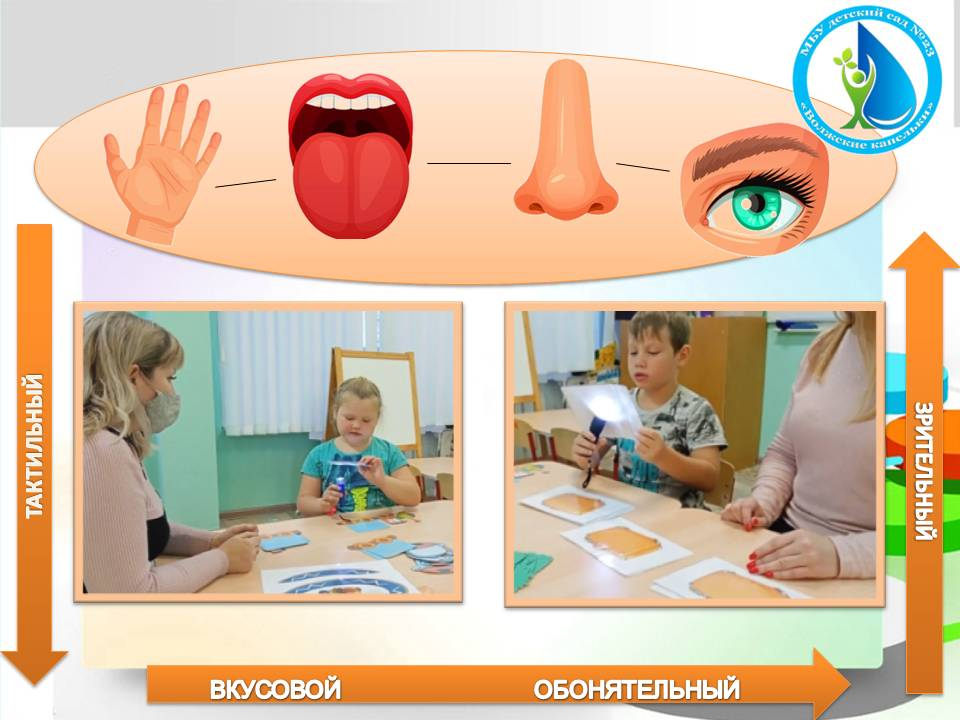 МБУ детский сад №23
«Волжские капельки»
ТАКТИЛЬНЫЙ
ЗРИТЕЛЬНЫЙ
ВКУСОВОЙ
ОБОНЯТЕЛЬНЫЙ